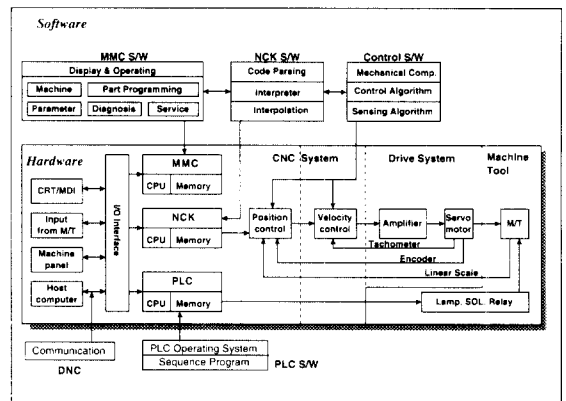 Software
MMC S/W
Display & Operating
Machine
Part Programming
Parameter
Diagnosis
Service
NCK S/W
Code Parsing
Interpreter
Interpolation
Control S/W
Mechanical Comp.
Control Algorithm
Sensing Algorithm
Hardware
CNC System
Drive System
Machine
Tool
CRT/MDI
Input
from M/T
Machine
panel
Host
computer
I/O Interface
MMC
CPU Memory
NCK
CPU Memory
PLC
CPU Memory
Position
control
Velocity
control
Amplifier
Servo
motor
M/T
Tachometer
Encoder
Linear Scale
Lamp. SOL. Relay
Communication
DNC
PLC Operating System
Sequence Program
PLC S/W